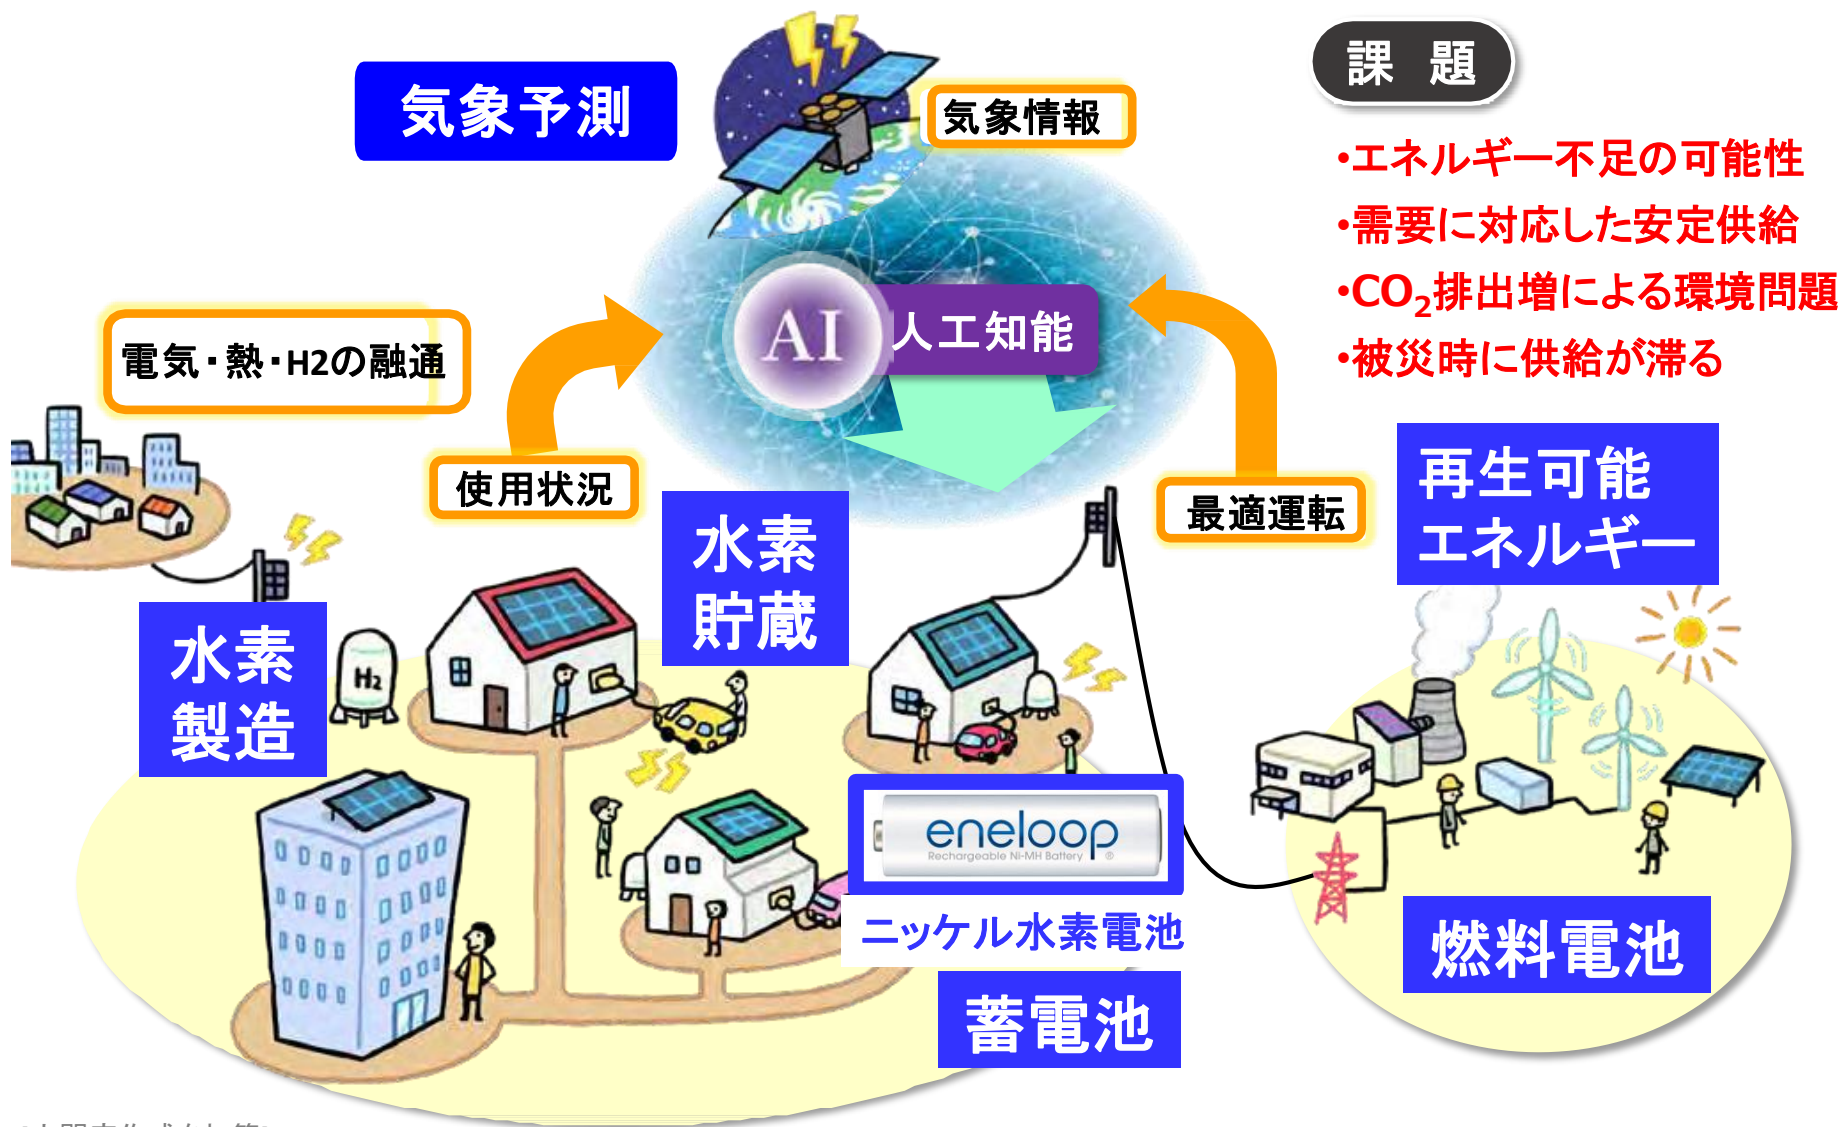 気象予測
気象情報
課 題
•エネルギー不足の可能性
•需要に対応した安定供給
•CO₂排出増による環境問題
•被災時に供給が滞る
AI
人工知能
電気・熱・H2の融通
使用状況
最適運転
再生可能
エネルギー
水素
貯蔵
水素
製造
H₂
eneloop
Rechargeable Ni-MH Battery ®
ニッケル水素電池
蓄電池
燃料電池